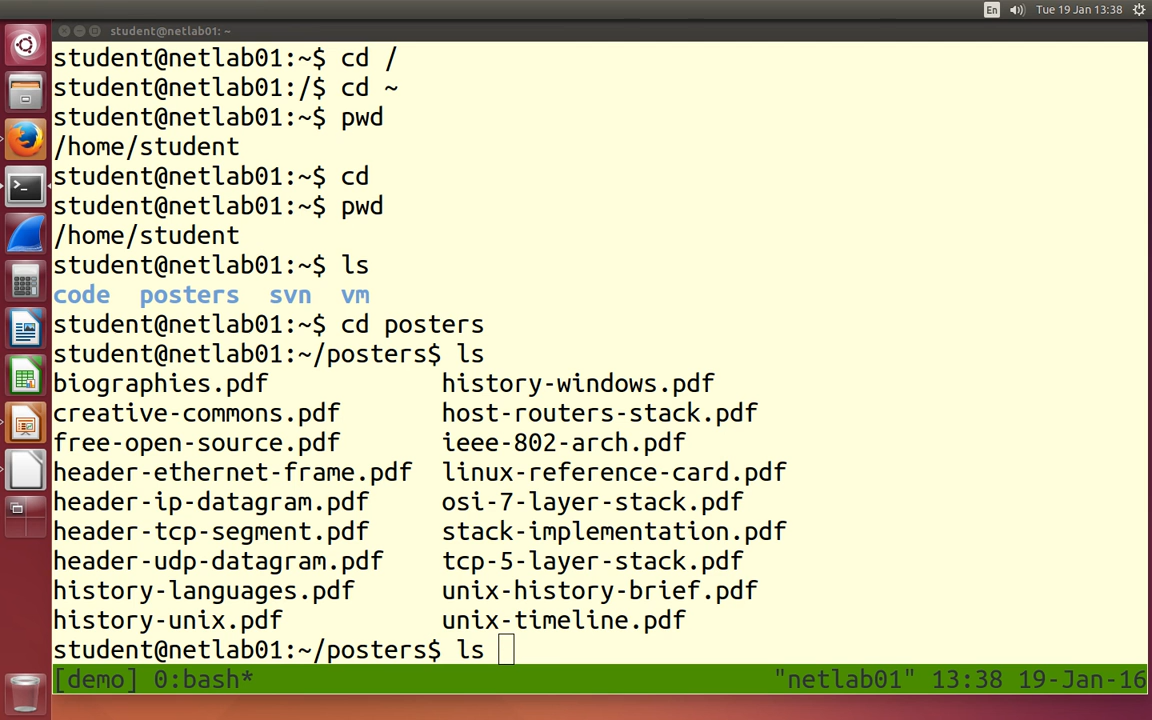 En Tue 19 Jan 13:38
student@netlab01: ~
student@netlab01:~$ cd /
student@netlab01:/$ cd ~
student@netlab01:~$ pwd
/home/student
student@netlab01:~$ cd
student@netlab01:~$ pwd
/home/student
student@netlab01:~$ ls
code  posters  svn  vm
student@netlab01:~$ cd posters
student@netlab01:~/posters$ ls
biographies.pdf            history-windows.pdf
creative-commons.pdf       host-routers-stack.pdf
free-open-source.pdf       ieee-802-arch.pdf
header-ethernet-frame.pdf  linux-reference-card.pdf
header-ip-datagram.pdf     osi-7-layer-stack.pdf
header-tcp-segment.pdf     stack-implementation.pdf
header-udp-datagram.pdf    tcp-5-layer-stack.pdf
history-languages.pdf      unix-history-brief.pdf
history-unix.pdf           unix-timeline.pdf
student@netlab01:~/posters$ ls
[demo] 0:bash* "netlab01" 13:38 19-Jan-16